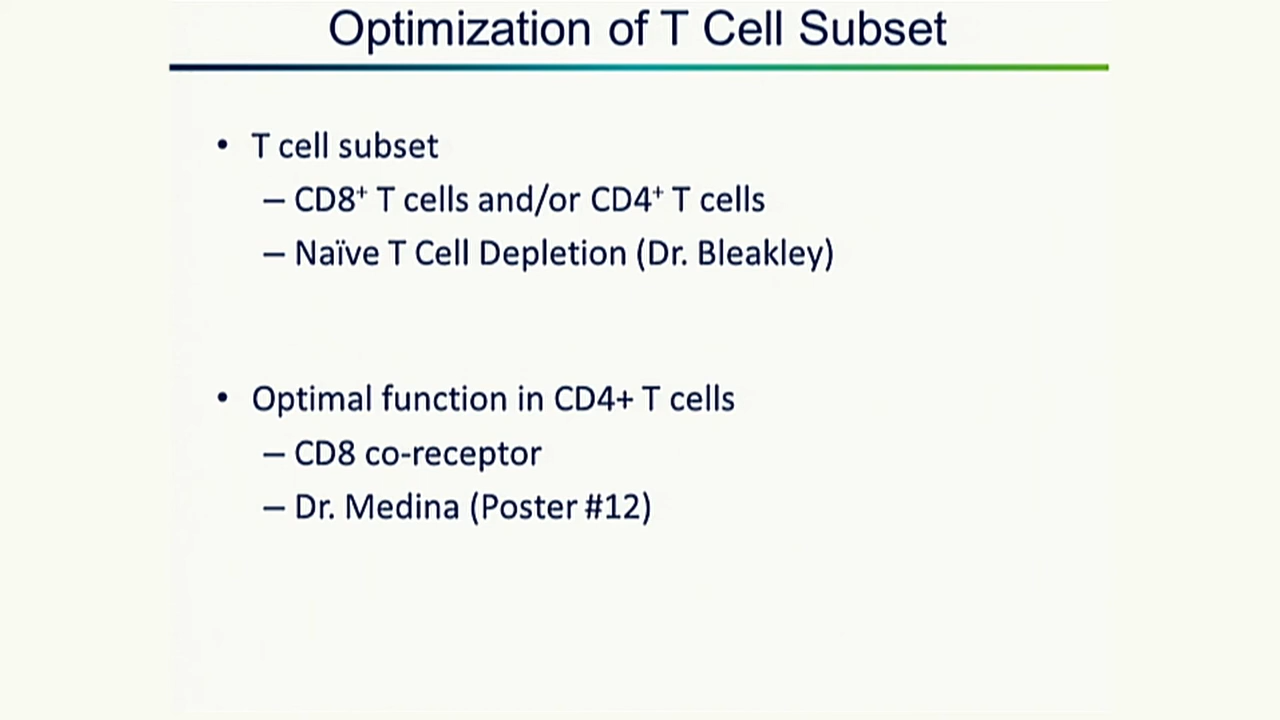 Optimization of T Cell Subset
• T cell subset
– CD8⁺ T cells and/or CD4⁺ T cells
– Naïve T Cell Depletion (Dr. Bleakley)
• Optimal function in CD4+ T cells
– CD8 co-receptor
– Dr. Medina (Poster #12)